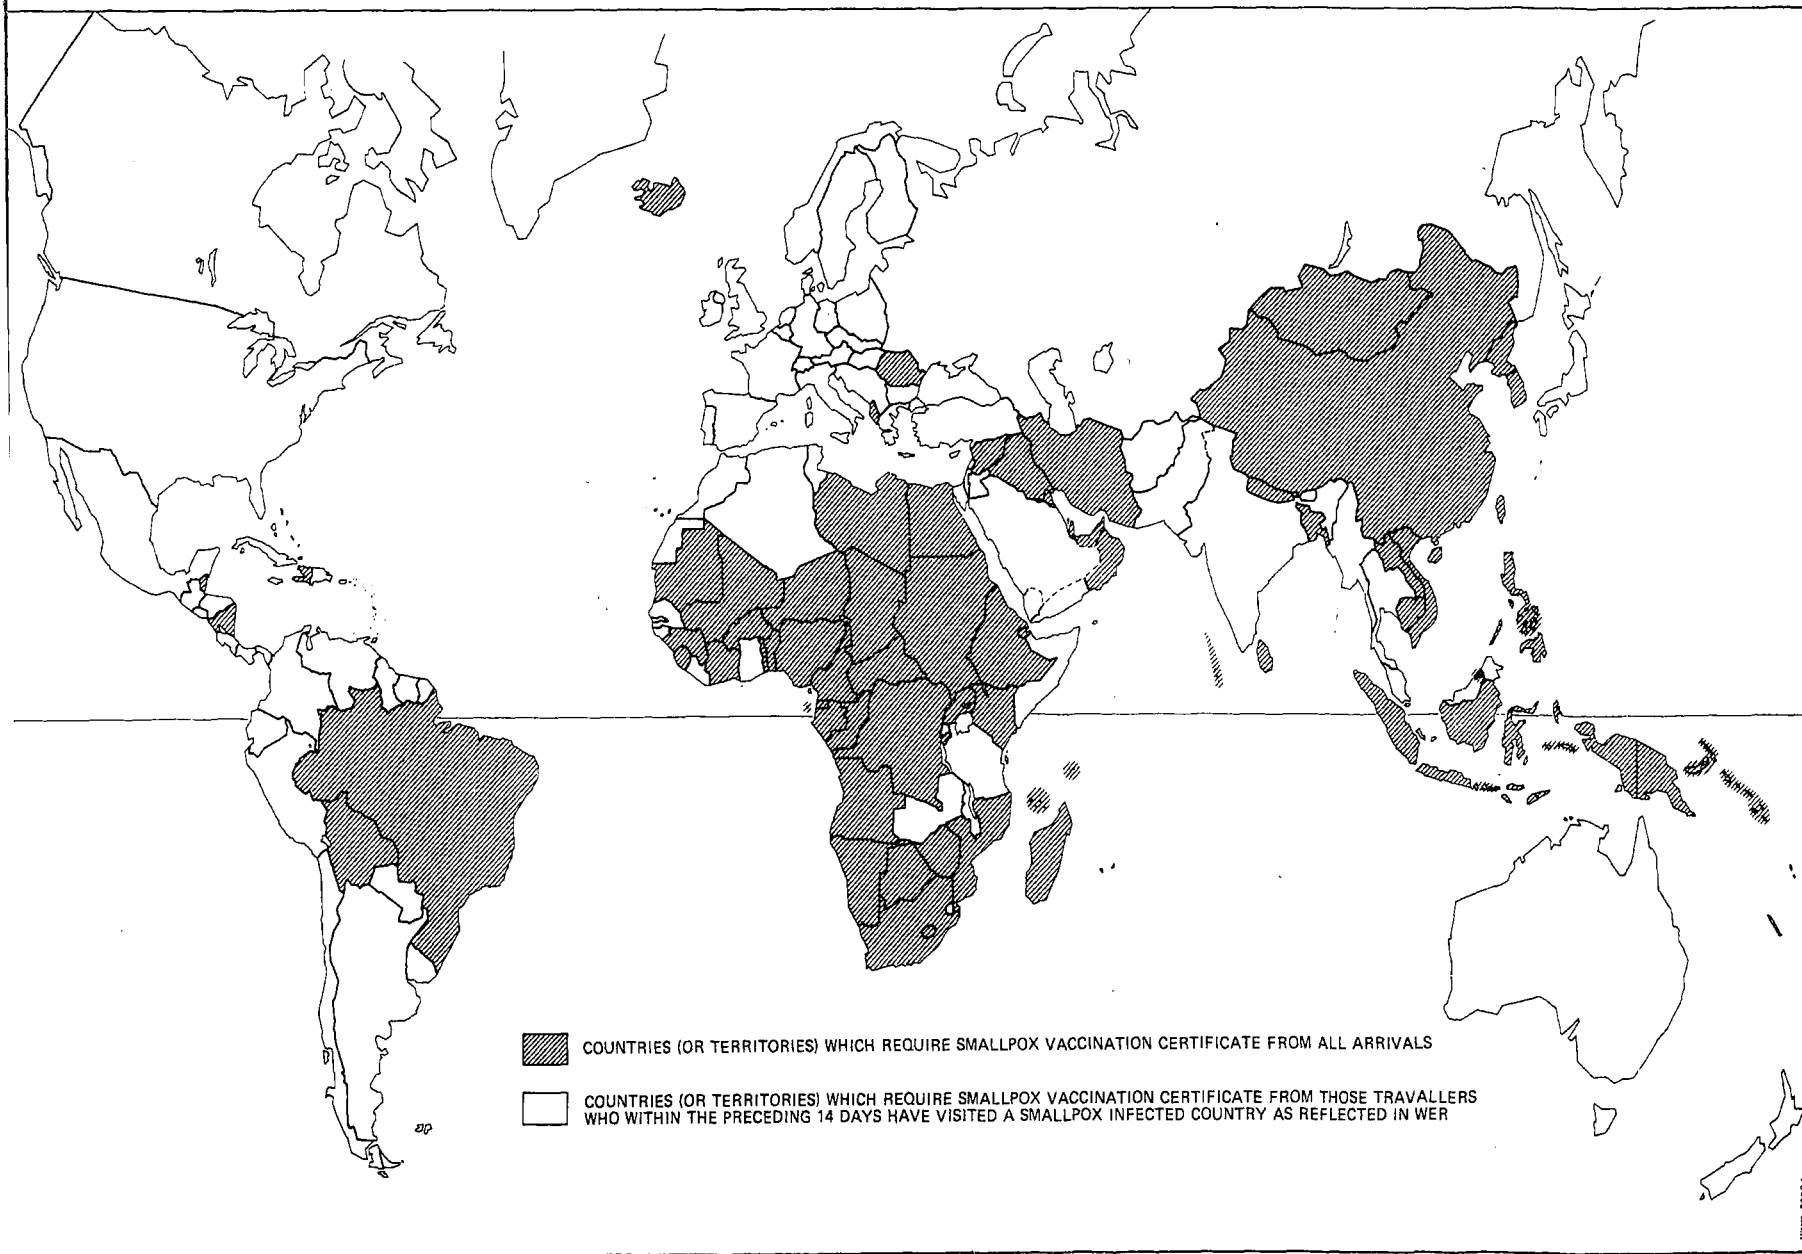 COUNTRIES (OR TERRITORIES) WHICH REQUIRE SMALLPOX VACCINATION CERTIFICATE FROM ALL ARRIVALS
COUNTRIES (OR TERRITORIES) WHICH REQUIRE SMALLPOX VACCINATION CERTIFICATE FROM THOSE TRAVALLERS
WHO WITHIN THE PRECEDING 14 DAYS HAVE VISITED A SMALLPOX INFECTED COUNTRY AS REFLECTED IN WER